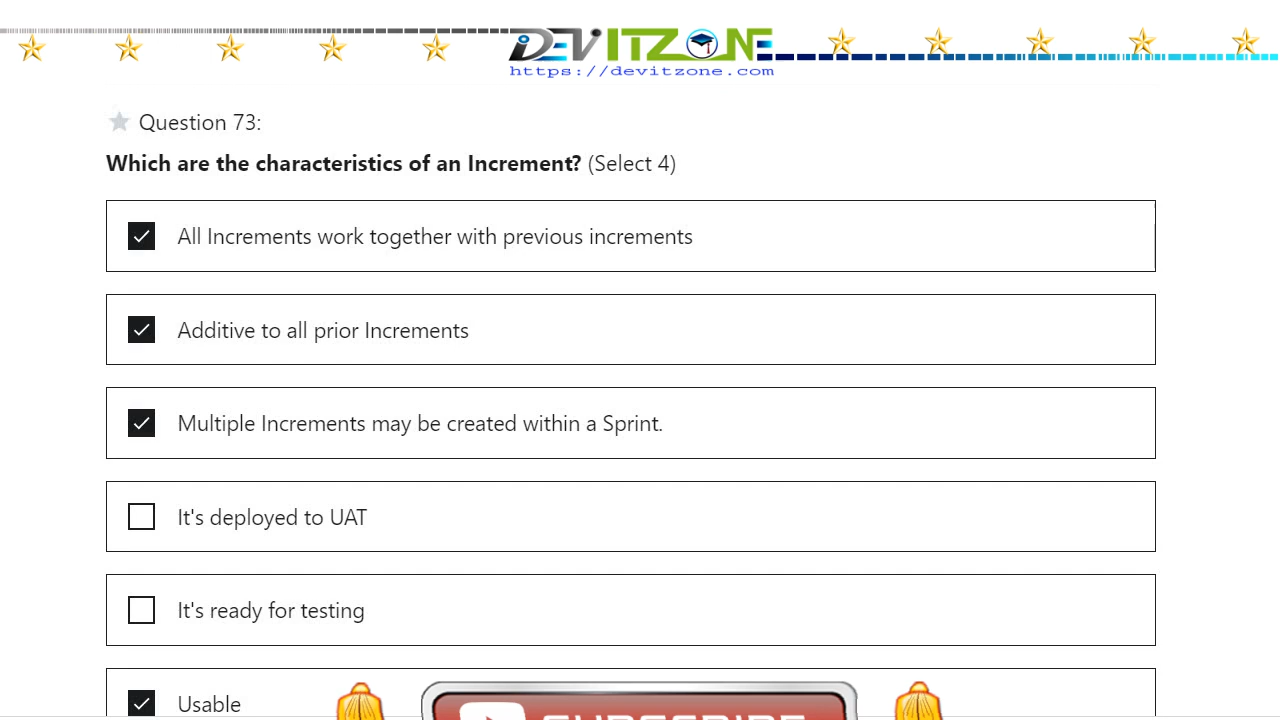 DEVITZONE
https://devitzone.com
Question 73:
Which are the characteristics of an Increment? (Select 4)
All Increments work together with previous increments
Additive to all prior Increments
Multiple Increments may be created within a Sprint.
It's deployed to UAT
It's ready for testing
Usable
SUBSCRIBE